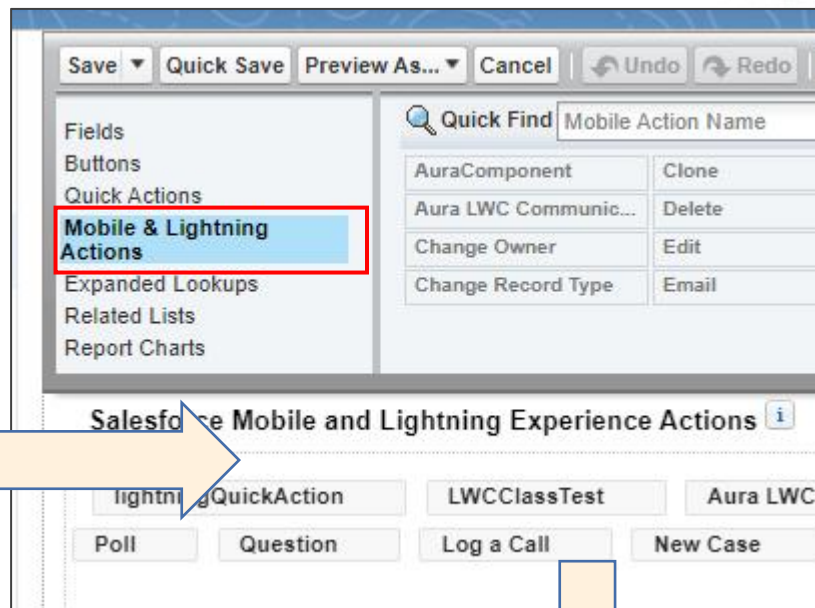 Save Quick Save Preview As... Cancel Undo Redo
Fields
Buttons
Quick Actions
Mobile & Lightning
Actions
Expanded Lookups
Related Lists
Report Charts
Quick Find Mobile Action Name
AuraComponent Clone
Aura LWC Communic... Delete
Change Owner Edit
Change Record Type Email
Salesforce Mobile and Lightning Experience Actions i
lightningQuickAction LWCClassTest Aura LWC
Poll Question Log a Call New Case